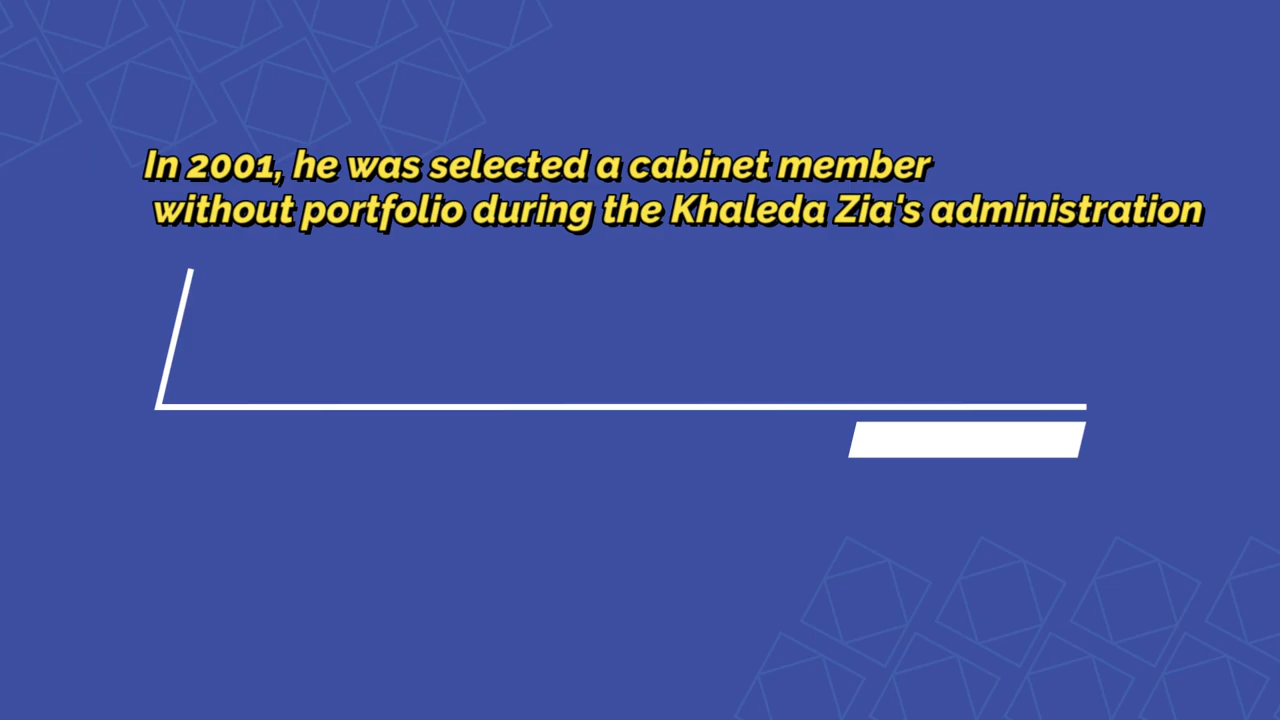 In 2001, he was selected a cabinet member
without portfolio during the Khaleda Zia's administration